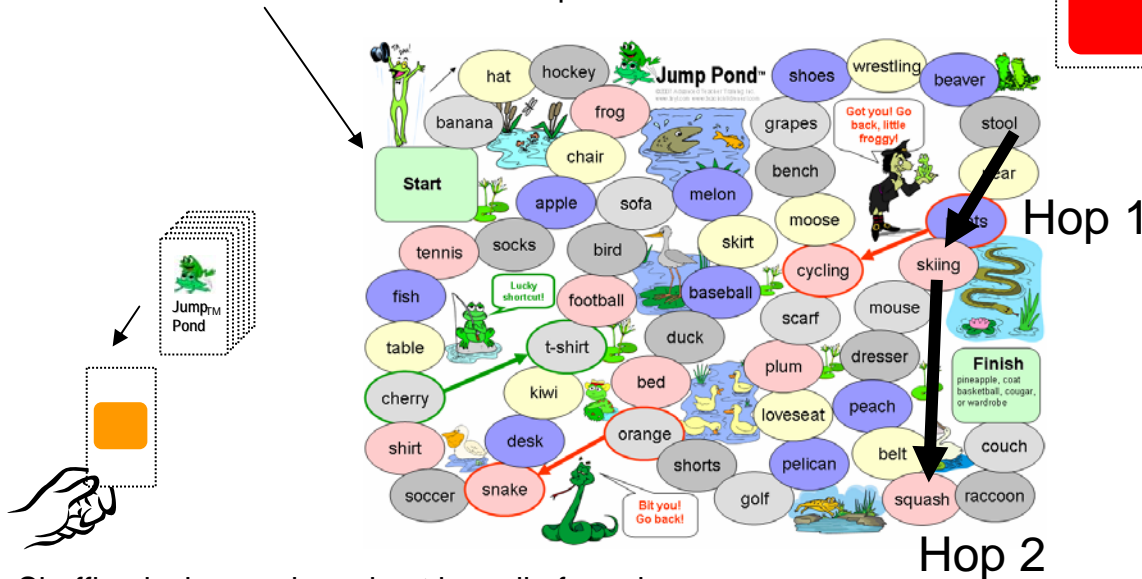 hat
hockey
Jump Pond™
shoes
wrestling
beaver
banana
frog
grapes
Got you! Go
back, little
froggy!
stool
chair
bench
Start
apple
sofa
melon
moose
Hop 1
tennis
socks
bird
skirt
cycling
skiing
fish
Lucky
shortcut!
football
baseball
scarf
mouse
Jump™
Pond
table
t-shirt
duck
plum
dresser
Finish
pineapple, coat
basketball, cougar,
or wardrobe
cherry
kiwi
bed
loveseat
peach
shirt
desk
orange
shorts
pelican
belt
couch
soccer
snake
Bit you!
Go back!
golf
squash
raccoon
Hop 2